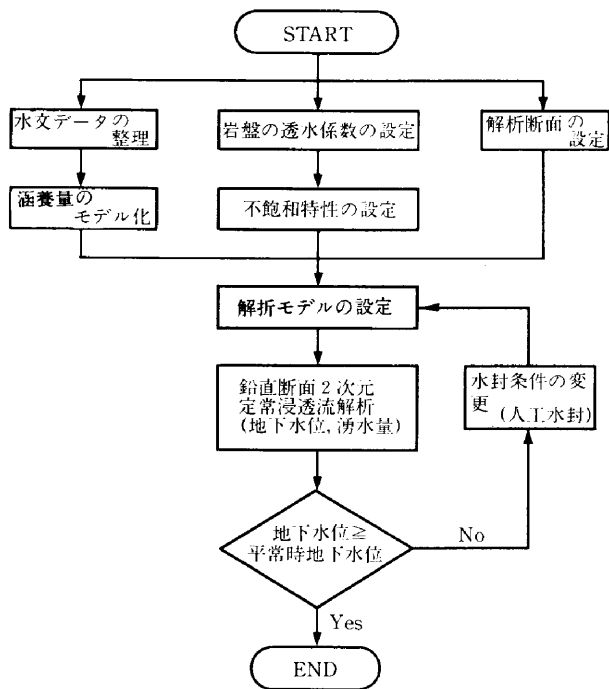 START
水文データの
整理
岩盤の透水係数の設定
解析断面の
設定
涵養量の
モデル化
不飽和特性の設定
解折モデルの設定
鉛直断面2次元
定常浸透流解析
(地下水位, 湧水量)
水封条件の変
更
(人工水封)
地下水位≧
平常時地下水位
No
Yes
END